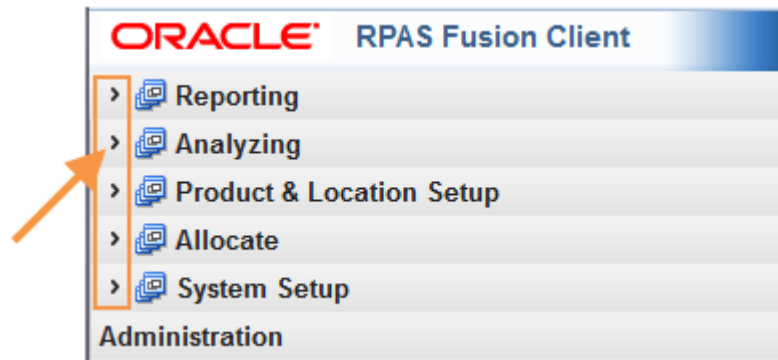 ORACLE RPAS Fusion Client
Reporting
Analyzing
Product & Location Setup
Allocate
System Setup
Administration